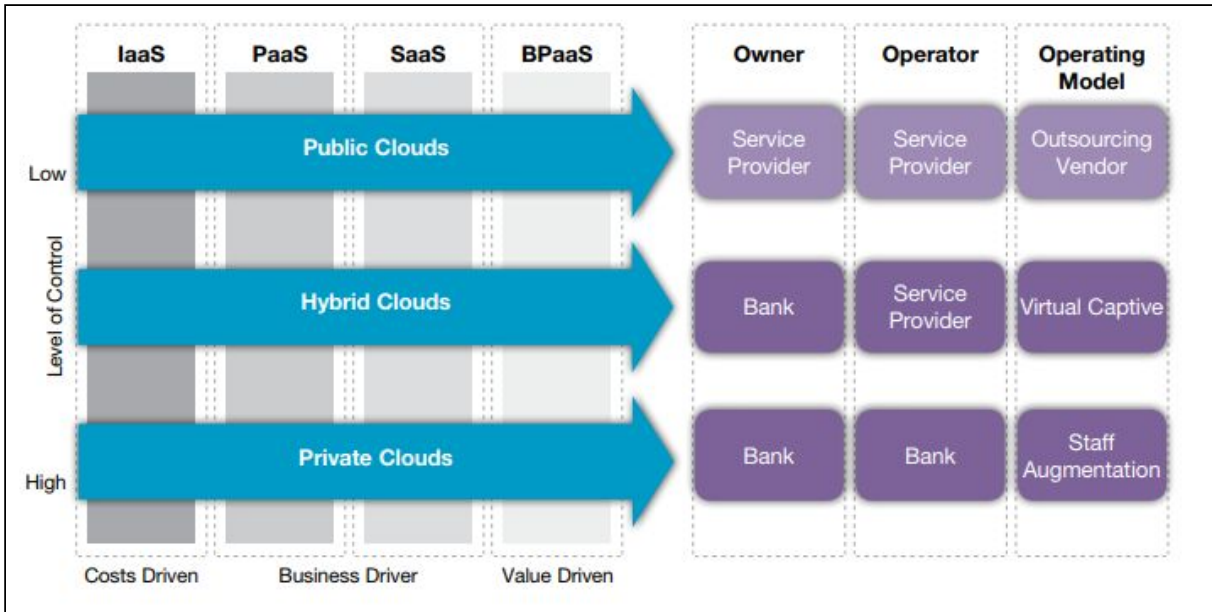 IaaS
PaaS
SaaS
BPaaS
Owner
Operator
Operating
Model
Low
Level of Control
High
Public Clouds
Service
Provider
Service
Provider
Outsourcing
Vendor
Hybrid Clouds
Bank
Service
Provider
Virtual Captive
Private Clouds
Bank
Bank
Staff
Augmentation
Costs Driven
Business Driver
Value Driven